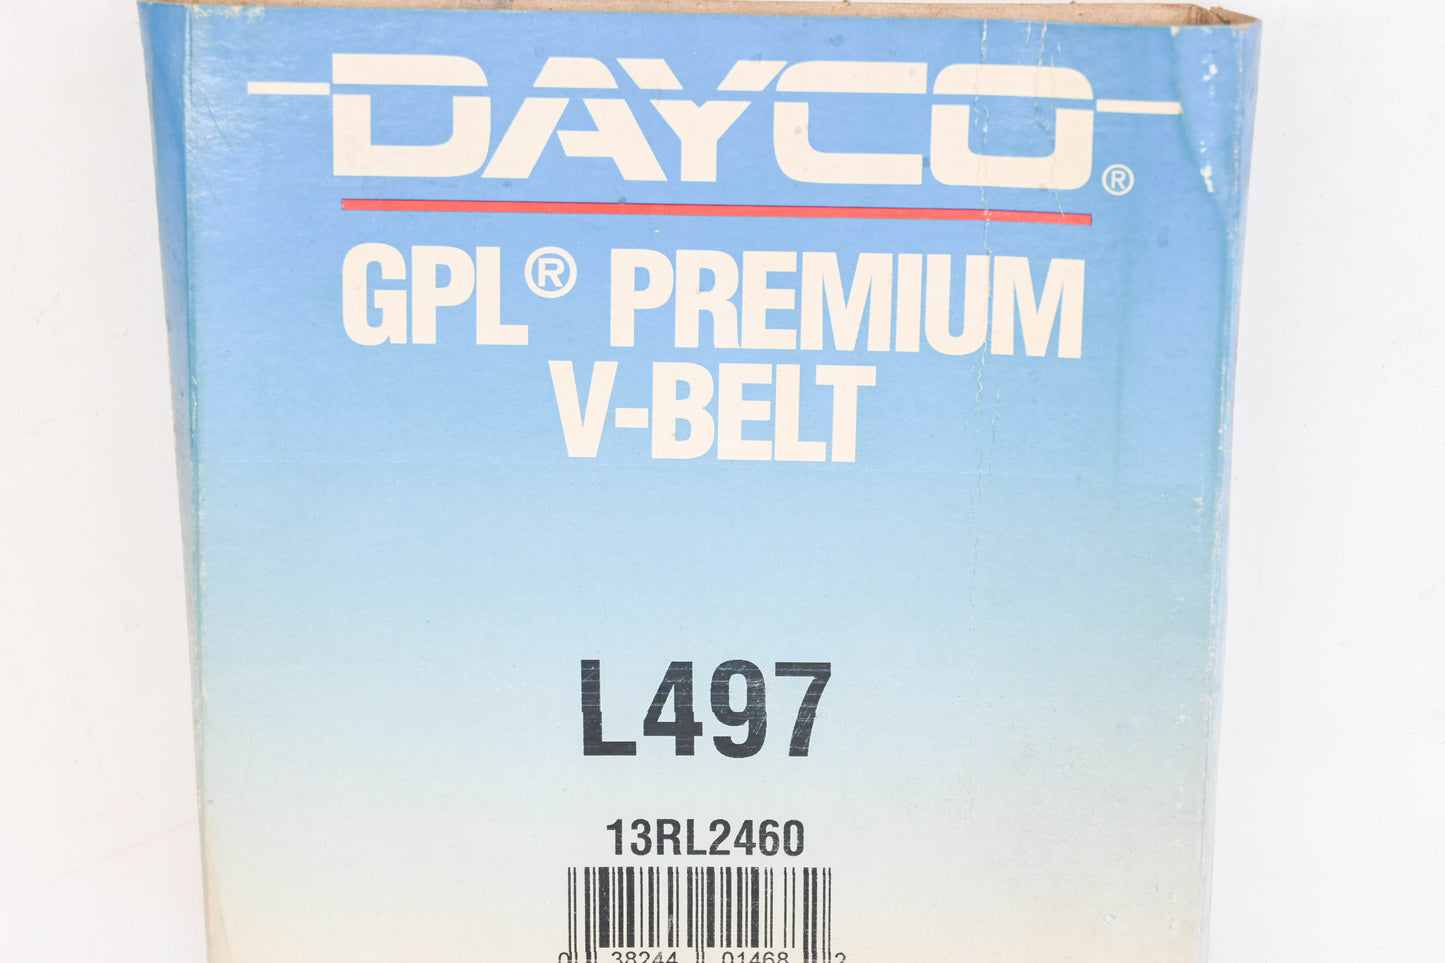 DAYCO®
GPL® PREMIUM
V-BELT
L497
13RL2460
0 38244 01468 2